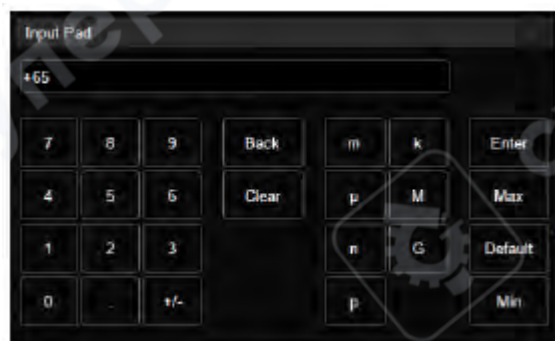 Input Pad
+65
7 8 9 Back m k Enter
4 5 6 Clear µ M Max
1 2 3 n G Default
0 . +/- p Min